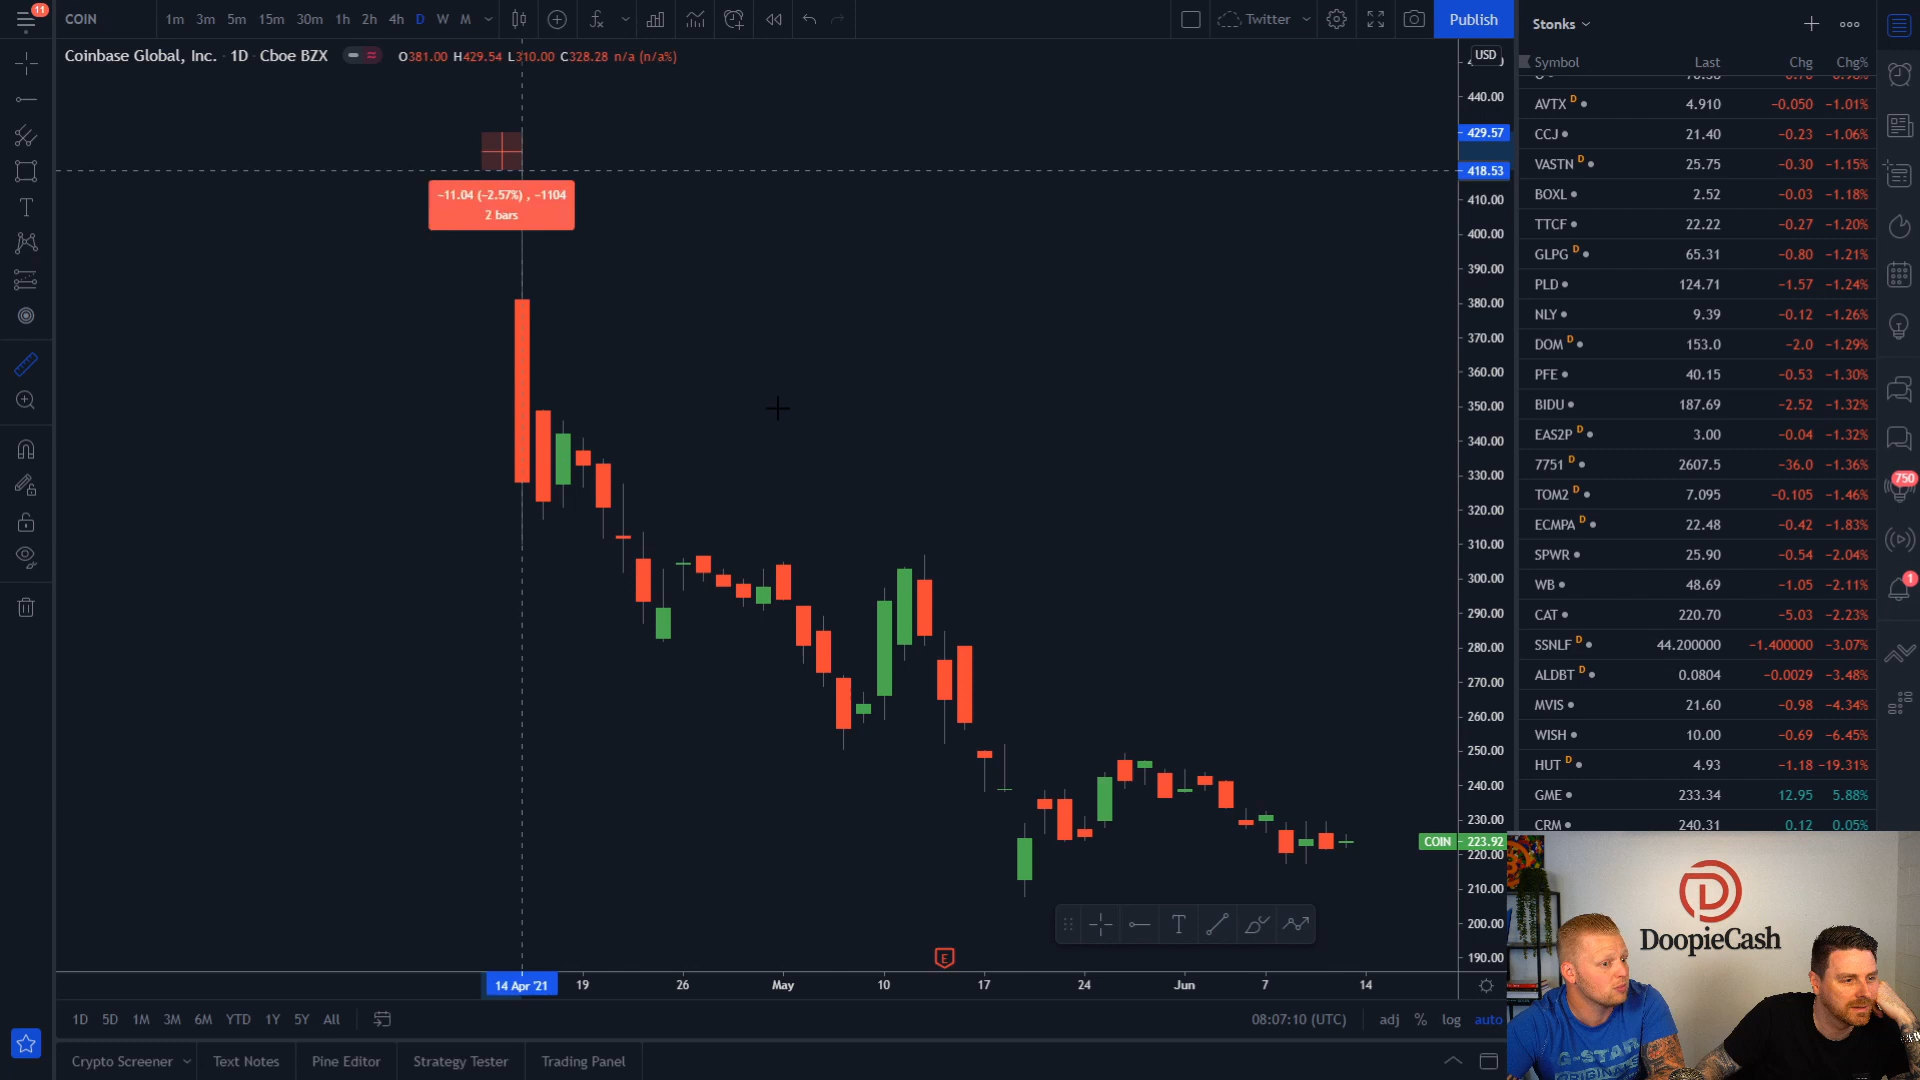 11
COIN
1m 3m 5m 15m 30m 1h 2h 4h D W M
Twitter
Publish
Coinbase Global, Inc. · 1D · Cboe BZX
O381.00 H429.54 L310.00 C328.28 n/a (n/a%)
USD
440.00
429.57
418.53
410.00
400.00
390.00
380.00
370.00
360.00
350.00
340.00
330.00
320.00
310.00
300.00
290.00
280.00
270.00
260.00
250.00
240.00
230.00
COIN 223.92
220.00
210.00
200.00
190.00
−11.04 (−2.57%) , −1104
2 bars
E
14 Apr '21 19 26 May 10 17 24 Jun 7 14
1D 5D 1M 3M 6M YTD 1Y 5Y All
08:07:10 (UTC) adj % log auto
Crypto Screener Text Notes Pine Editor Strategy Tester Trading Panel
Stonks
Symbol Last Chg Chg%
AVTX D 4.910 −0.050 −1.01%
CCJ 21.40 −0.23 −1.06%
VASTN D 25.75 −0.30 −1.15%
BOXL 2.52 −0.03 −1.18%
TTCF 22.22 −0.27 −1.20%
GLPG D 65.31 −0.80 −1.21%
PLD 124.71 −1.57 −1.24%
NLY 9.39 −0.12 −1.26%
DOM D 153.0 −2.0 −1.29%
PFE 40.15 −0.53 −1.30%
BIDU 187.69 −2.52 −1.32%
EAS2P D 3.00 −0.04 −1.32%
7751 D 2607.5 −36.0 −1.36%
TOM2 D 7.095 −0.105 −1.46%
ECMPA D 22.48 −0.42 −1.83%
SPWR 25.90 −0.54 −2.04%
WB 48.69 −1.05 −2.11%
CAT 220.70 −5.03 −2.23%
SSNLF D 44.200000 −1.400000 −3.07%
ALDBT D 0.0804 −0.0029 −3.48%
MVIS 21.60 −0.98 −4.34%
WISH 10.00 −0.69 −6.45%
HUT D 4.93 −1.18 −19.31%
GME 233.34 12.95 5.88%
CRM 240.31 0.12 0.05%
750
1
DoopieCash
G-STAR